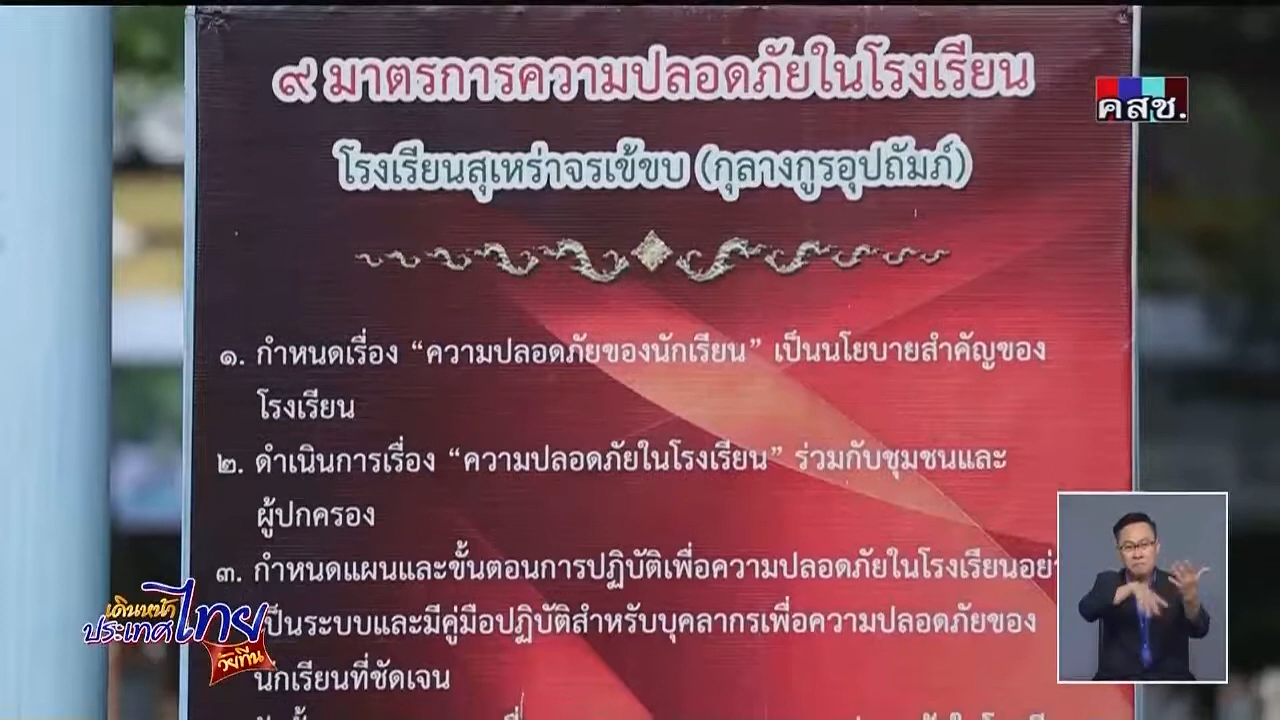 ๙ มาตรการความปลอดภัยในโรงเรียน
คสช.
โรงเรียนสุเหร่าจรเข้ขบ (กุลางกูรอุปถัมภ์)
๑. กำหนดเรื่อง “ความปลอดภัยของนักเรียน” เป็นนโยบายสำคัญของ
โรงเรียน
๒. ดำเนินการเรื่อง “ความปลอดภัยในโรงเรียน” ร่วมกับชุมชนและ
ผู้ปกครอง
๓. กำหนดแผนและขั้นตอนการปฏิบัติเพื่อความปลอดภัยในโรงเรียนอย่า
เป็นระบบและมีคู่มือปฏิบัติสำหรับบุคลากรเพื่อความปลอดภัยของ
นักเรียนที่ชัดเจน
เดินหน้า
ประเทศไทย
วัยทีน